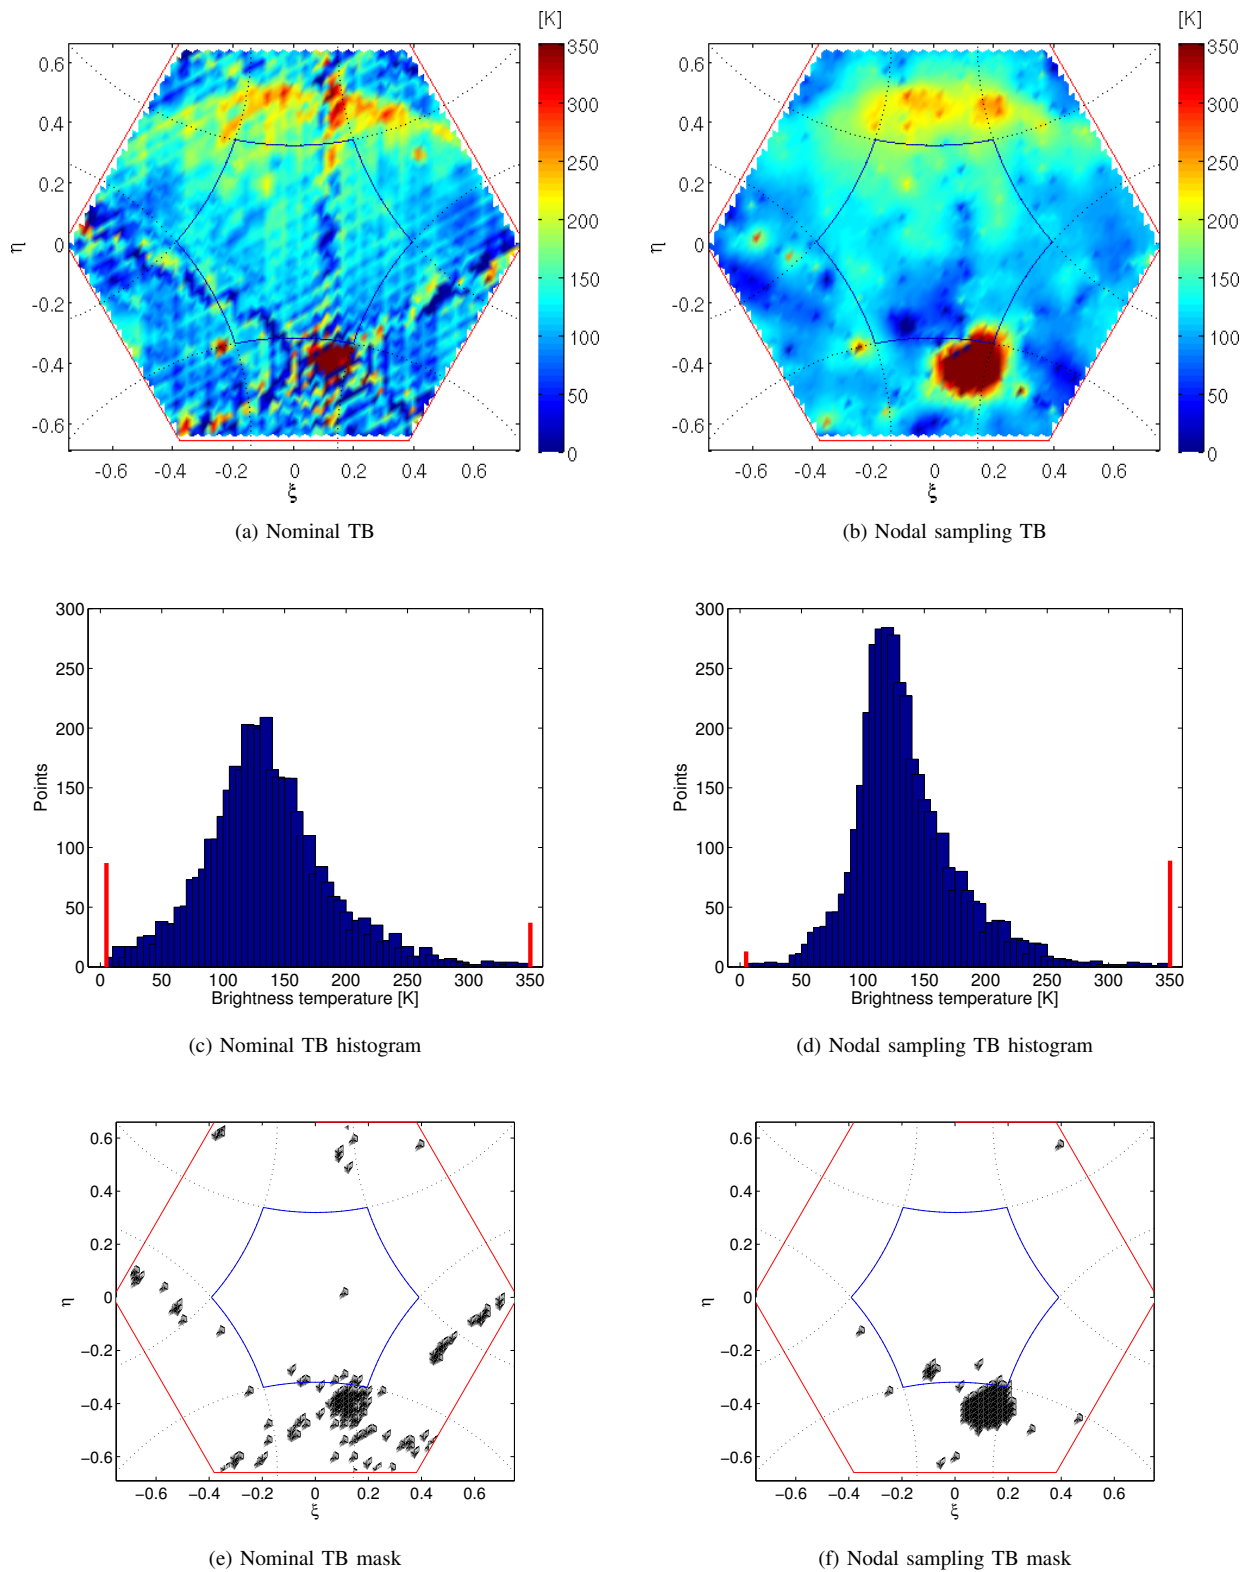 [K] [K]
350 350
300 300
250 250
200 200
150 150
100 100
50 50
0 0
0.6 0.4 0.2 0 -0.2 -0.4 -0.6
η
-0.6 -0.4 -0.2 0 0.2 0.4 0.6
ξ
0.6 0.4 0.2 0 -0.2 -0.4 -0.6
η
-0.6 -0.4 -0.2 0 0.2 0.4 0.6
ξ
(a) Nominal TB
(b) Nodal sampling TB
300 250 200 150 100 50 0
Points
0 50 100 150 200 250 300 350
Brightness temperature [K]
300 250 200 150 100 50 0
Points
0 50 100 150 200 250 300 350
Brightness temperature [K]
(c) Nominal TB histogram
(d) Nodal sampling TB histogram
0.6 0.4 0.2 0 −0.2 −0.4 −0.6
η
−0.6 −0.4 −0.2 0 0.2 0.4 0.6
ξ
0.6 0.4 0.2 0 −0.2 −0.4 −0.6
η
−0.6 −0.4 −0.2 0 0.2 0.4 0.6
ξ
(e) Nominal TB mask
(f) Nodal sampling TB mask